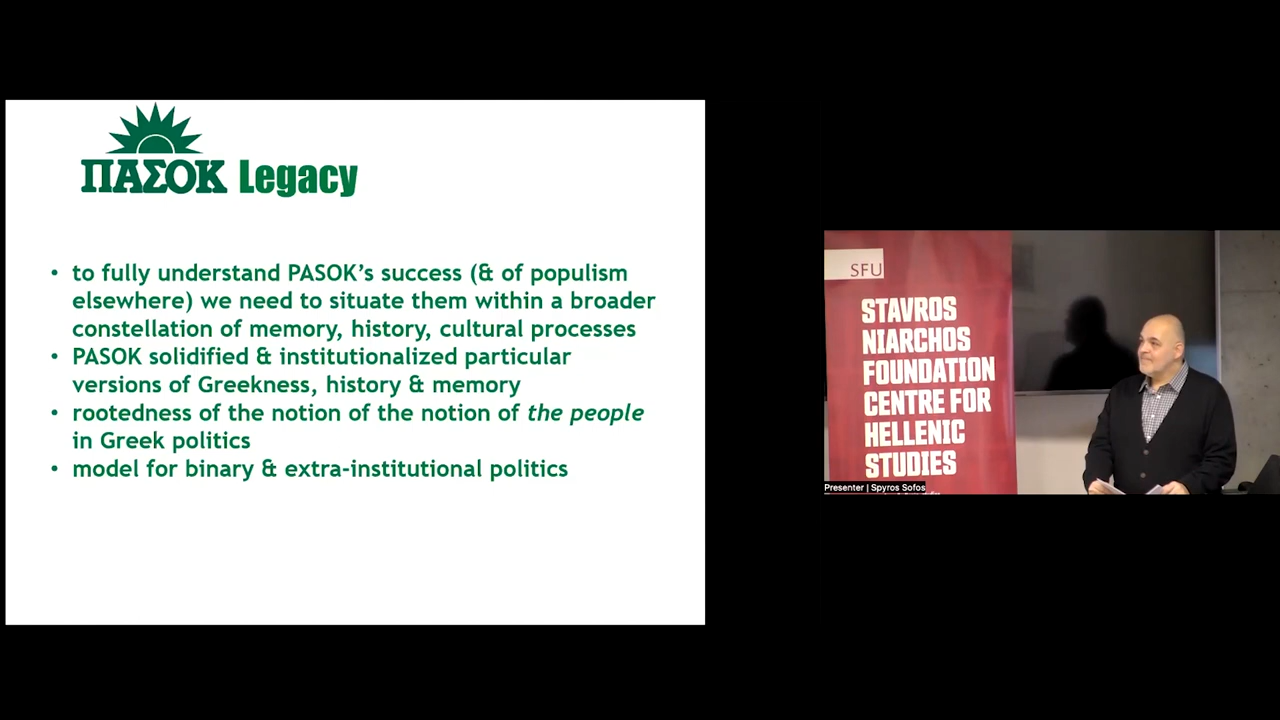 ΠΑΣΟΚ Legacy
• to fully understand PASOK’s success (& of populism
elsewhere) we need to situate them within a broader
constellation of memory, history, cultural processes
• PASOK solidified & institutionalized particular
versions of Greekness, history & memory
• rootedness of the notion of the notion of the people
in Greek politics
• model for binary & extra-institutional politics
SFU
STAVROS
NIARCHOS
FOUNDATION
CENTRE FOR
HELLENIC
STUDIES
Presenter | Spyros Sofos